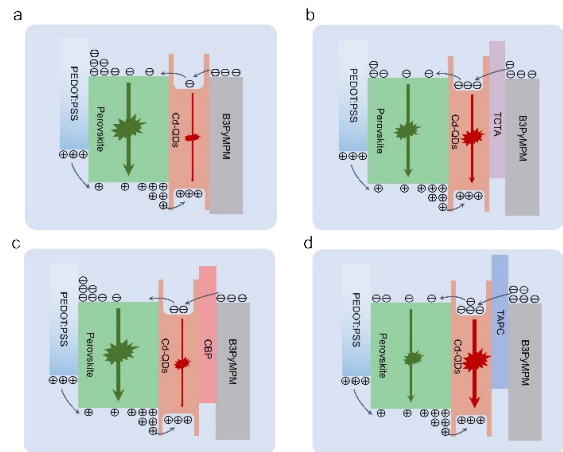 a
PEDOT:PSS
Perovskite
Cd-QDs
B3PyMPM
b
PEDOT:PSS
Perovskite
Cd-QDs
TCTA
B3PyMPM
c
PEDOT:PSS
Perovskite
Cd-QDs
CBP
B3PyMPM
d
PEDOT:PSS
Perovskite
Cd-QDs
TAPC
B3PyMPM